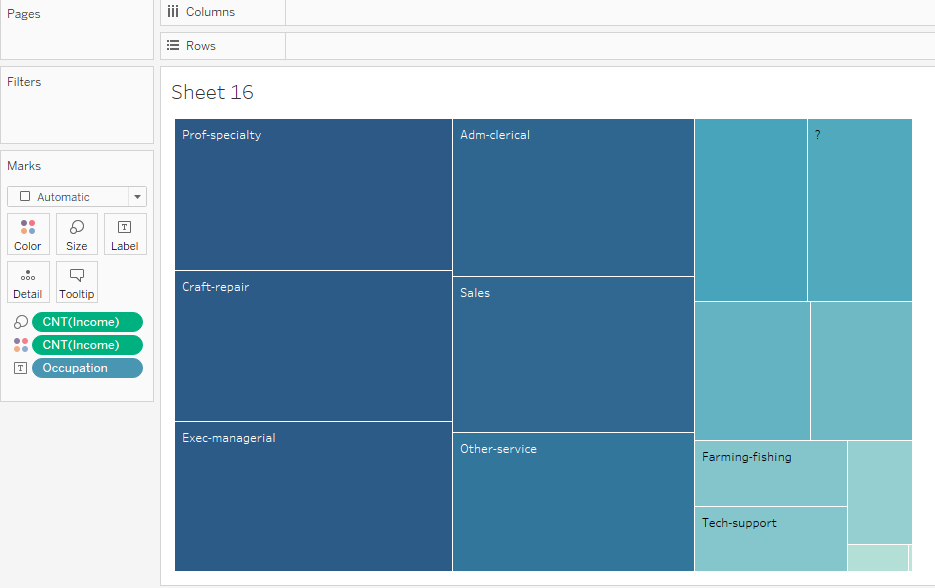 Pages
Columns
Rows
Filters
Sheet 16
Marks
Automatic
Color
Size
Label
Detail
Tooltip
CNT(Income)
CNT(Income)
Occupation
Prof-specialty
Craft-repair
Exec-managerial
Adm-clerical
Sales
Other-service
?
Farming-fishing
Tech-support